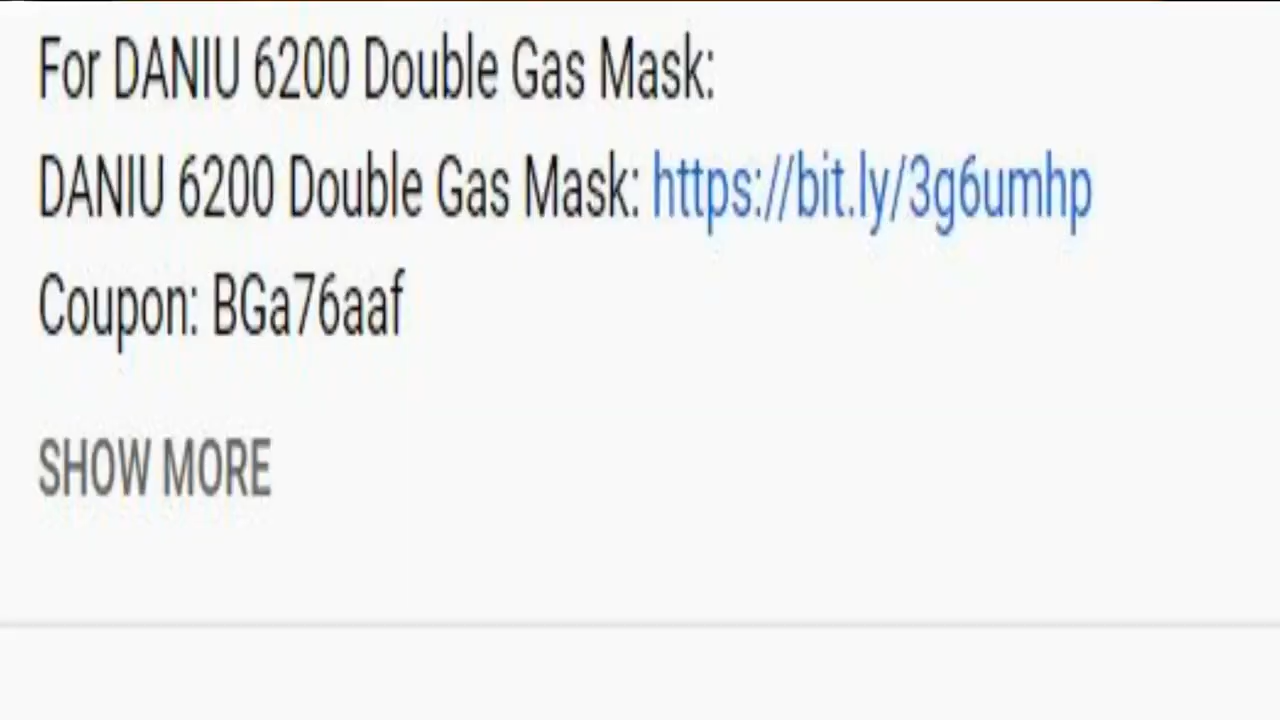 For DANIU 6200 Double Gas Mask:
DANIU 6200 Double Gas Mask: https://bit.ly/3g6umhp
Coupon: BGa76aaf
SHOW MORE